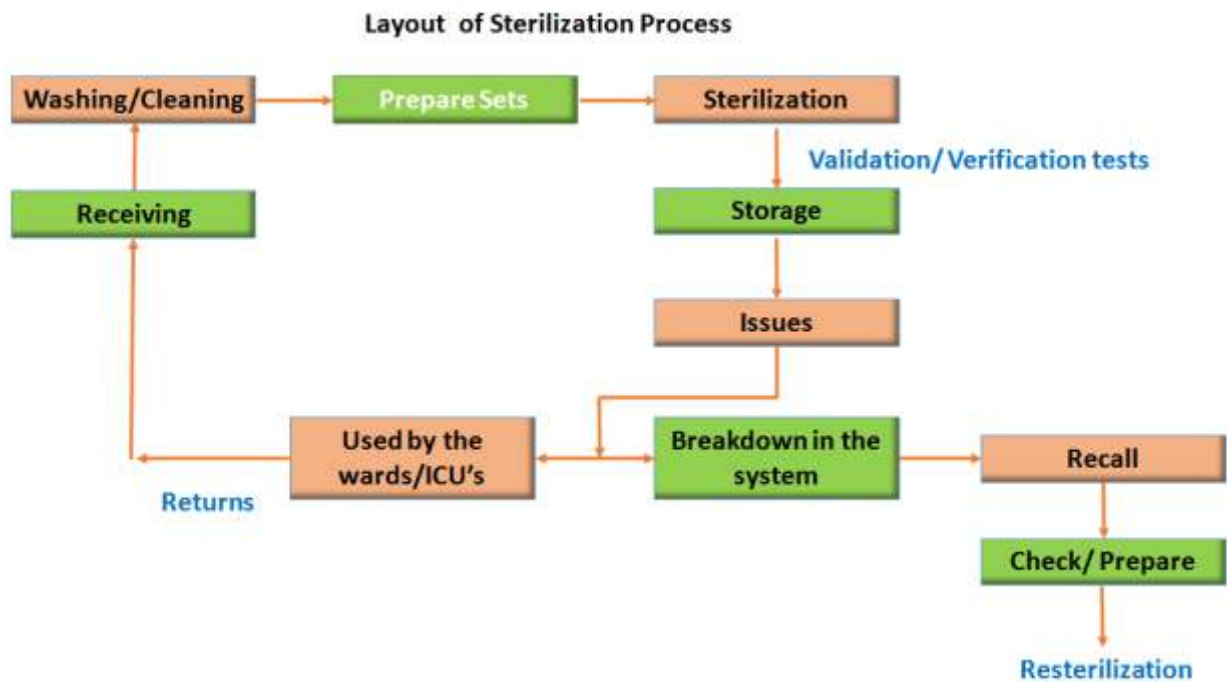 Layout of Sterilization Process
Washing/Cleaning
Prepare Sets
Sterilization
Validation/ Verification tests
Receiving
Storage
Issues
Used by the
wards/ICU's
Breakdown in the
system
Recall
Returns
Check/ Prepare
Resterilization